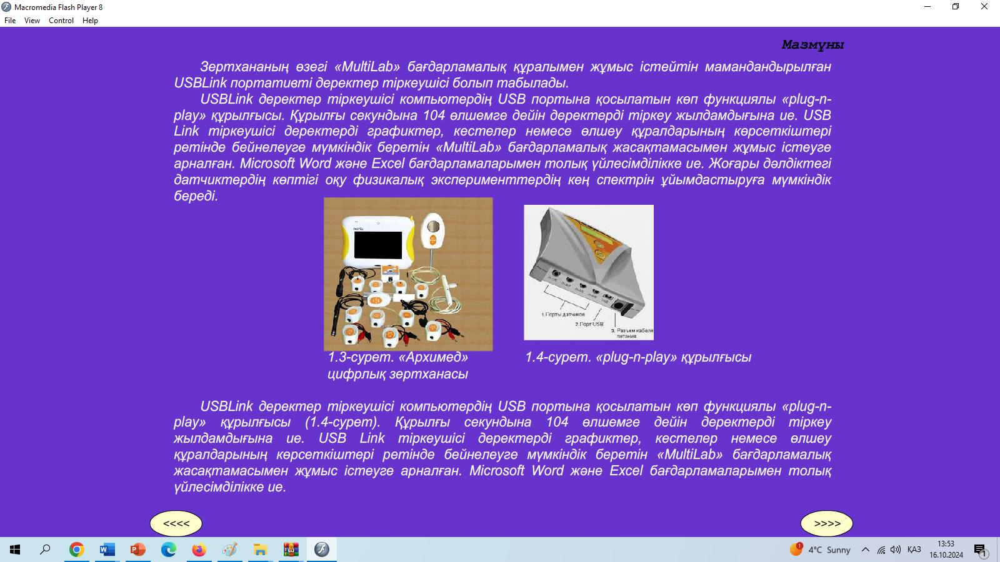 Macromedia Flash Player 8
File View Control Help
Мазмұны
Зертхананың өзегі «MultiLab» бағдарламалық құралымен жұмыс істейтін мамандандырылған
USBLink портативті деректер тіркеушісі болып табылады.
USBLink деректер тіркеушісі компьютердің USB портына қосылатын көп функциялы «plug-n-
play» құрылғысы. Құрылғы секундына 104 өлшемге дейін деректерді тіркеу жылдамдығына ие. USB
Link тіркеушісі деректерді графиктер, кестелер немесе өлшеу құралдарының көрсеткіштері
ретінде бейнелеуге мүмкіндік беретін «MultiLab» бағдарламалық жасақтамасымен жұмыс істеуге
арналған. Microsoft Word және Excel бағдарламаларымен толық үйлесімділікке ие. Жоғары дәлдіктегі
датчиктердің көптігі оқу физикалық эксперименттердің кең спектрін ұйымдастыруға мүмкіндік
береді.
1.Порты датчиков
2.Порт USB
3. Разъем кабеля
питания
1.3-сурет. «Архимед»
цифрлық зертханасы
1.4-сурет. «plug-n-play» құрылғысы
USBLink деректер тіркеушісі компьютердің USB портына қосылатын көп функциялы «plug-n-
play» құрылғысы (1.4-сурет). Құрылғы секундына 104 өлшемге дейін деректерді тіркеу
жылдамдығына ие. USB Link тіркеушісі деректерді графиктер, кестелер немесе өлшеу
құралдарының көрсеткіштері ретінде бейнелеуге мүмкіндік беретін «MultiLab» бағдарламалық
жасақтамасымен жұмыс істеуге арналған. Microsoft Word және Excel бағдарламаларымен толық
үйлесімділікке ие.
<<<<
>>>>
4°C Sunny
ҚАЗ
13:53
16.10.2024